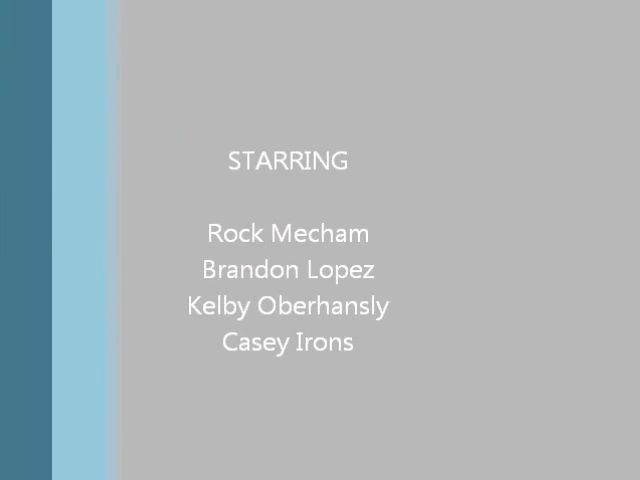 STARRING
Rock Mecham
Brandon Lopez
Kelby Oberhansly
Casey Irons